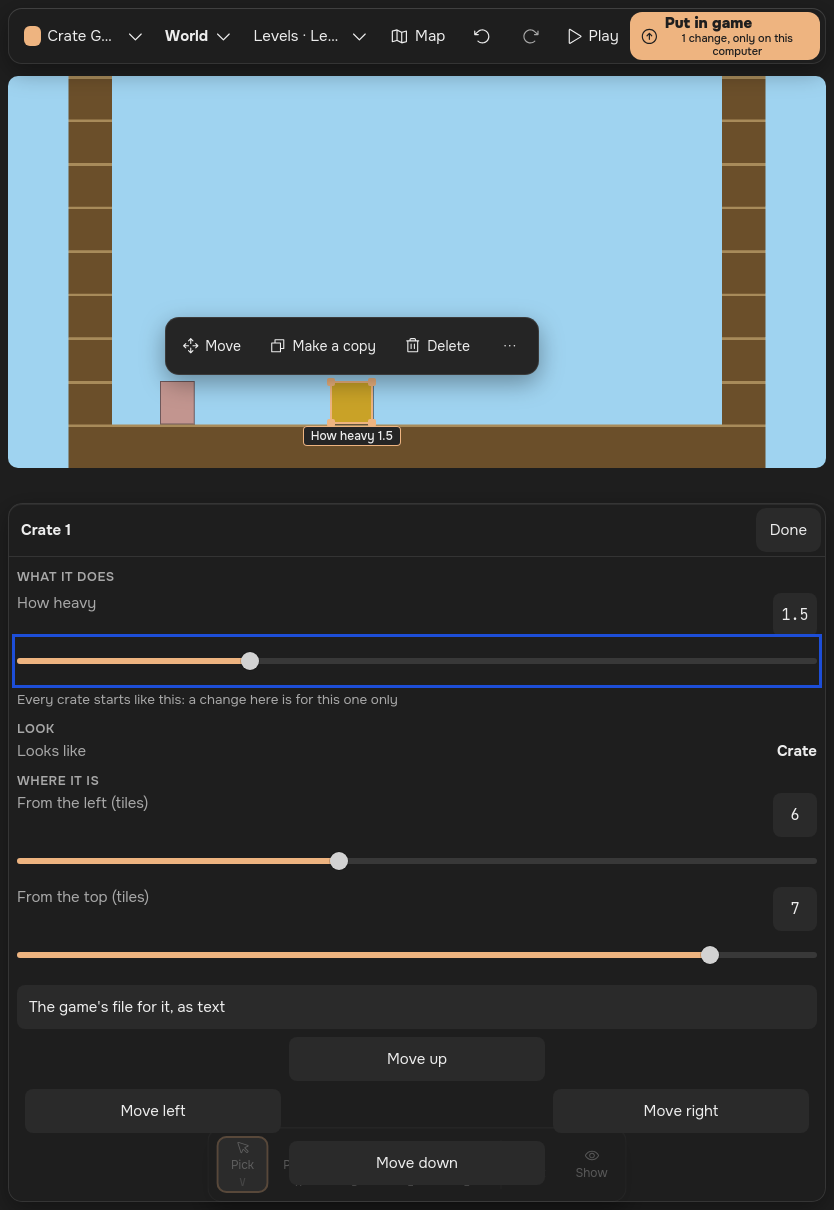 Crate G...
World
Levels · Le...
Map
Play
Put in game
1 change, only on this
computer
Move
Make a copy
Delete
...
How heavy 1.5
Crate 1
Done
WHAT IT DOES
How heavy
1.5
Every crate starts like this: a change here is for this one only
LOOK
Looks like
Crate
WHERE IT IS
From the left (tiles)
6
From the top (tiles)
7
The game's file for it, as text
Move up
Move left
Move right
Pick
V
Move down
Show